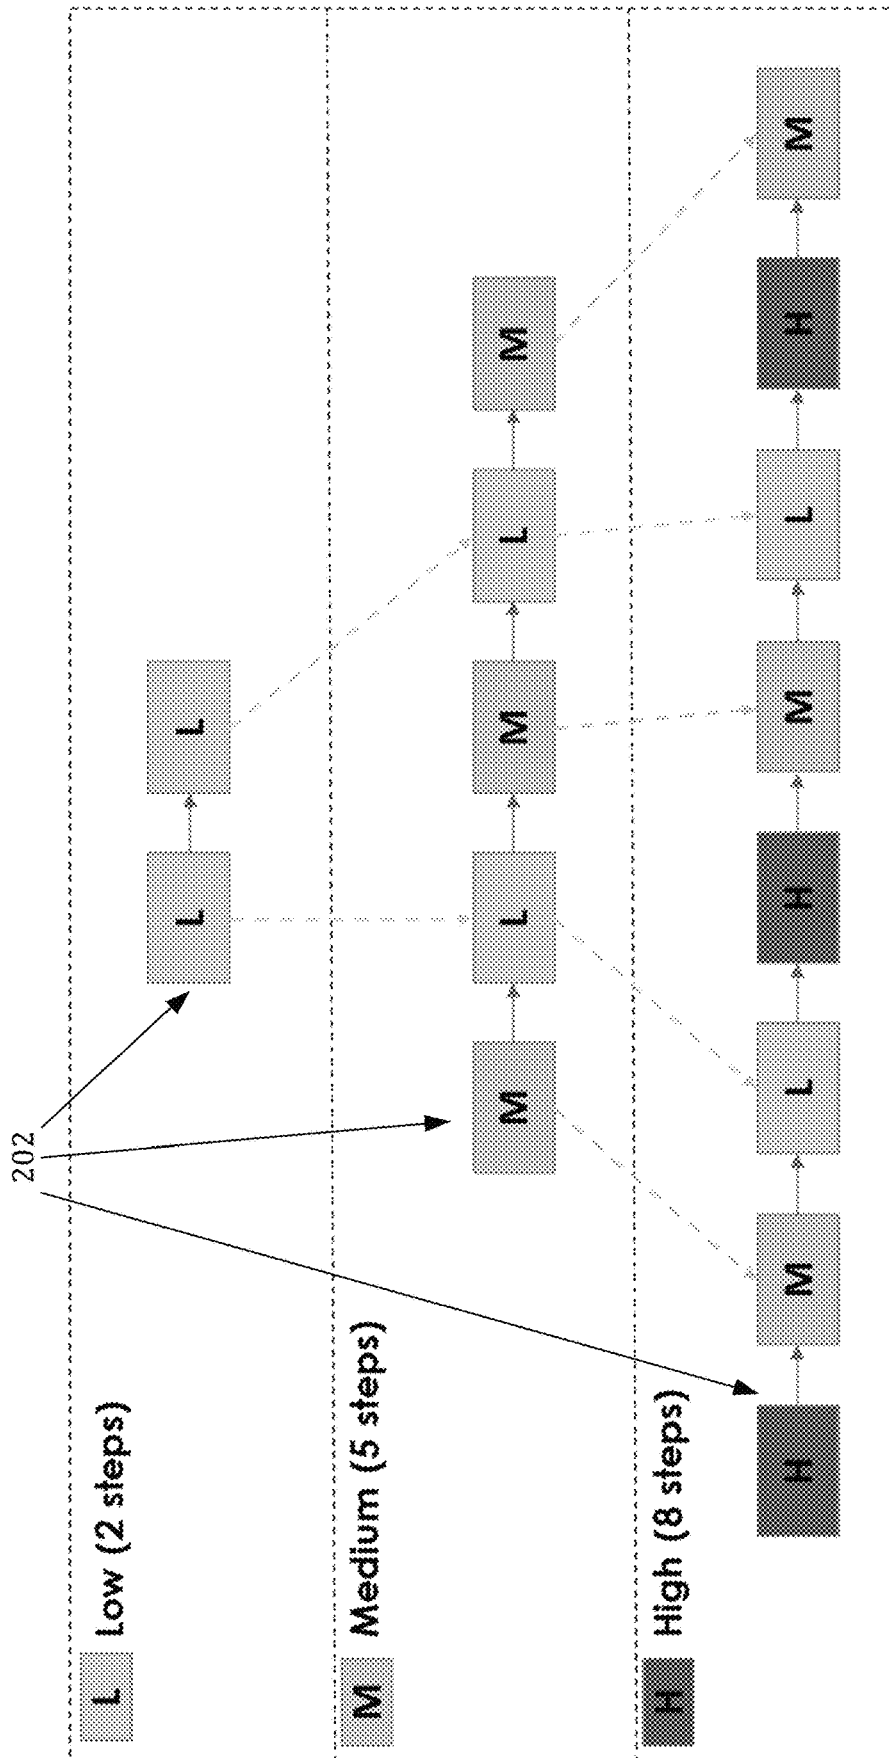 202
L Low (2 steps)
L L
M Medium (5 steps)
M L M L M
H High (8 steps)
H M L H M L H M